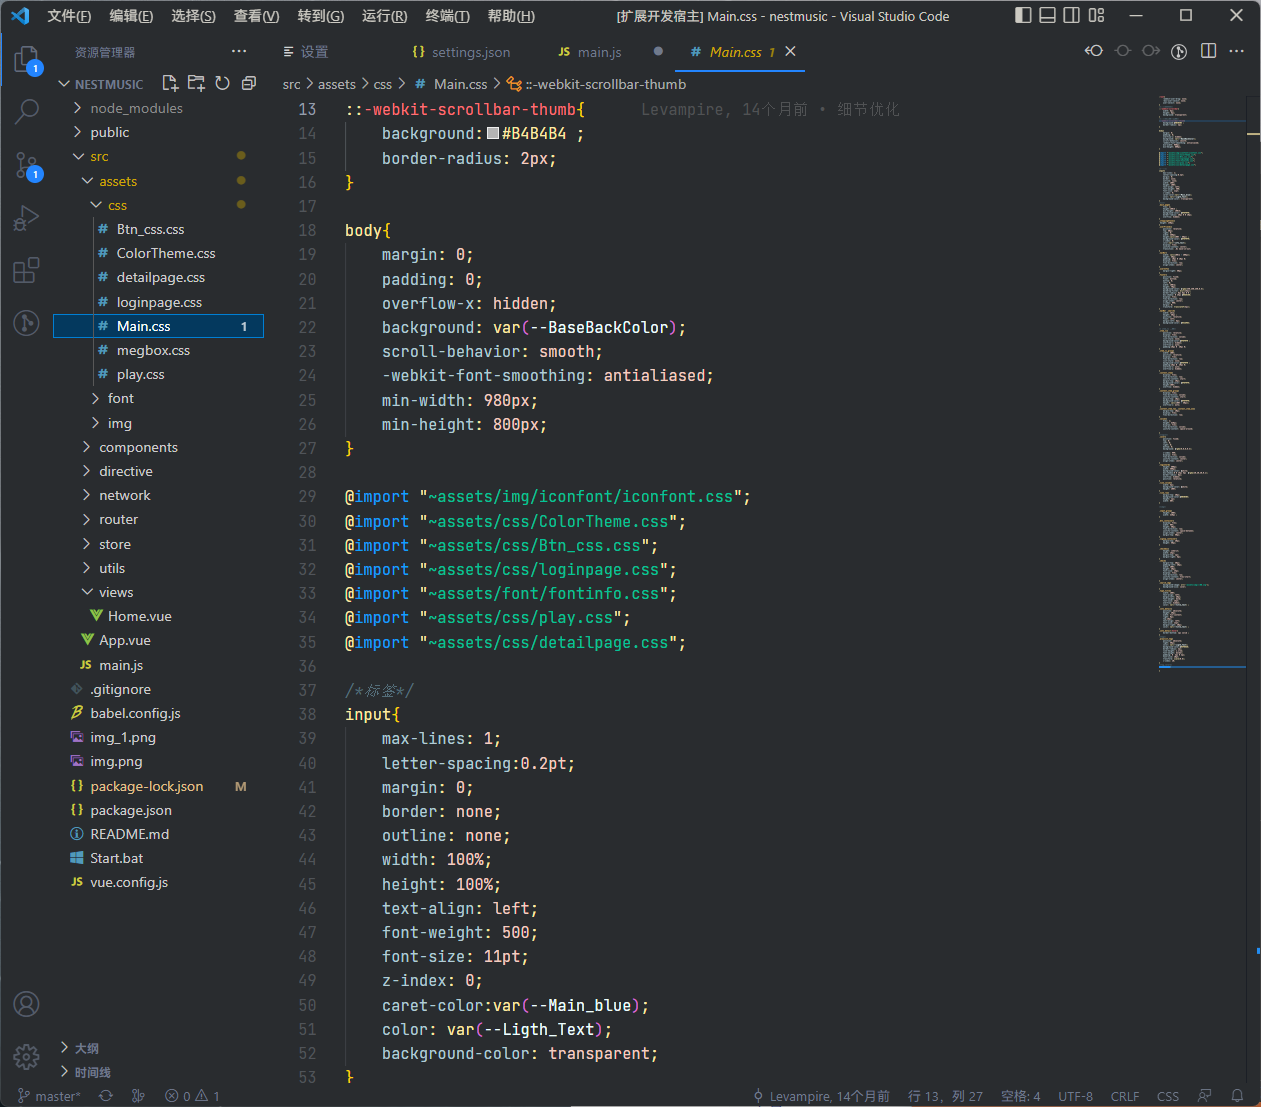 文件(F) 编辑(E) 选择(S) 查看(V) 转到(G) 运行(R) 终端(T) 帮助(H) [扩展开发宿主] Main.css - nestmusic - Visual Studio Code
资源管理器
设置 {} settings.json JS main.js # Main.css 1
NESTMUSIC
src > assets > css > # Main.css > ::-webkit-scrollbar-thumb
node_modules
public
src
assets
css
# Btn_css.css
# ColorTheme.css
# detailpage.css
# loginpage.css
# Main.css 1
# megbox.css
# play.css
font
img
components
directive
network
router
store
utils
views
Home.vue
App.vue
JS main.js
.gitignore
babel.config.js
img_1.png
img.png
{} package-lock.json M
{} package.json
README.md
Start.bat
JS vue.config.js
大纲
时间线
1
1
13 ::-webkit-scrollbar-thumb{ Levampire, 14个月前 • 细节优化
14 background:#B4B4B4 ;
15 border-radius: 2px;
16 }
17
18 body{
19 margin: 0;
20 padding: 0;
21 overflow-x: hidden;
22 background: var(--BaseBackColor);
23 scroll-behavior: smooth;
24 -webkit-font-smoothing: antialiased;
25 min-width: 980px;
26 min-height: 800px;
27 }
28
29 @import "~assets/img/iconfont/iconfont.css";
30 @import "~assets/css/ColorTheme.css";
31 @import "~assets/css/Btn_css.css";
32 @import "~assets/css/loginpage.css";
33 @import "~assets/font/fontinfo.css";
34 @import "~assets/css/play.css";
35 @import "~assets/css/detailpage.css";
36
37 /*标签*/
38 input{
39 max-lines: 1;
40 letter-spacing:0.2pt;
41 margin: 0;
42 border: none;
43 outline: none;
44 width: 100%;
45 height: 100%;
46 text-align: left;
47 font-weight: 500;
48 font-size: 11pt;
49 z-index: 0;
50 caret-color:var(--Main_blue);
51 color: var(--Ligth_Text);
52 background-color: transparent;
53 }
master* 0 1 Levampire, 14个月前 行 13，列 27 空格: 4 UTF-8 CRLF CSS